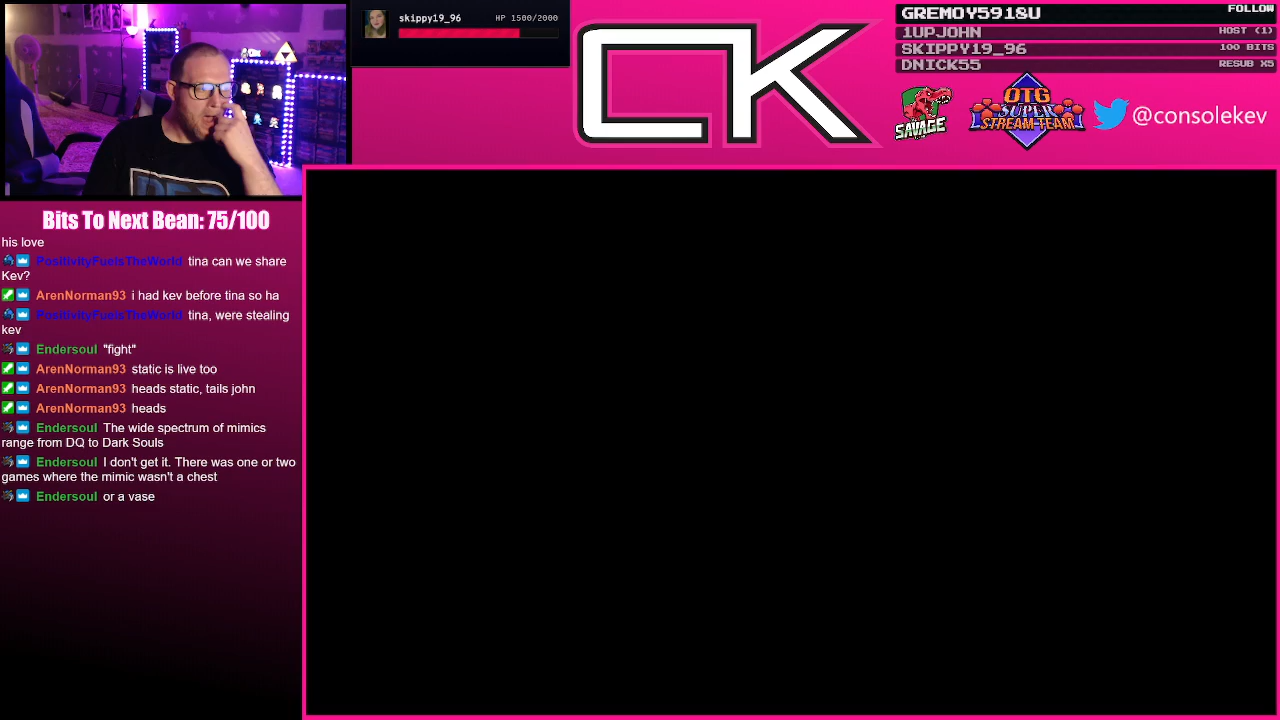 skippy19_96 HP 1500/2000
CK
GREMOY5918U FOLLOW
1UPJOHN HOST (1)
SKIPPY19_96 100 BITS
DNICK55 RESUB X5
SAVAGE
OTG
SUPER
STREAM TEAM
@consolekev
Bits To Next Bean: 75/100
his love
PositivityFuelsTheWorld tina can we share
Kev?
ArenNorman93 i had kev before tina so ha
PositivityFuelsTheWorld tina, were stealing
kev
Endersoul "fight"
ArenNorman93 static is live too
ArenNorman93 heads static, tails john
ArenNorman93 heads
Endersoul The wide spectrum of mimics
range from DQ to Dark Souls
Endersoul I don't get it. There was one or two
games where the mimic wasn't a chest
Endersoul or a vase